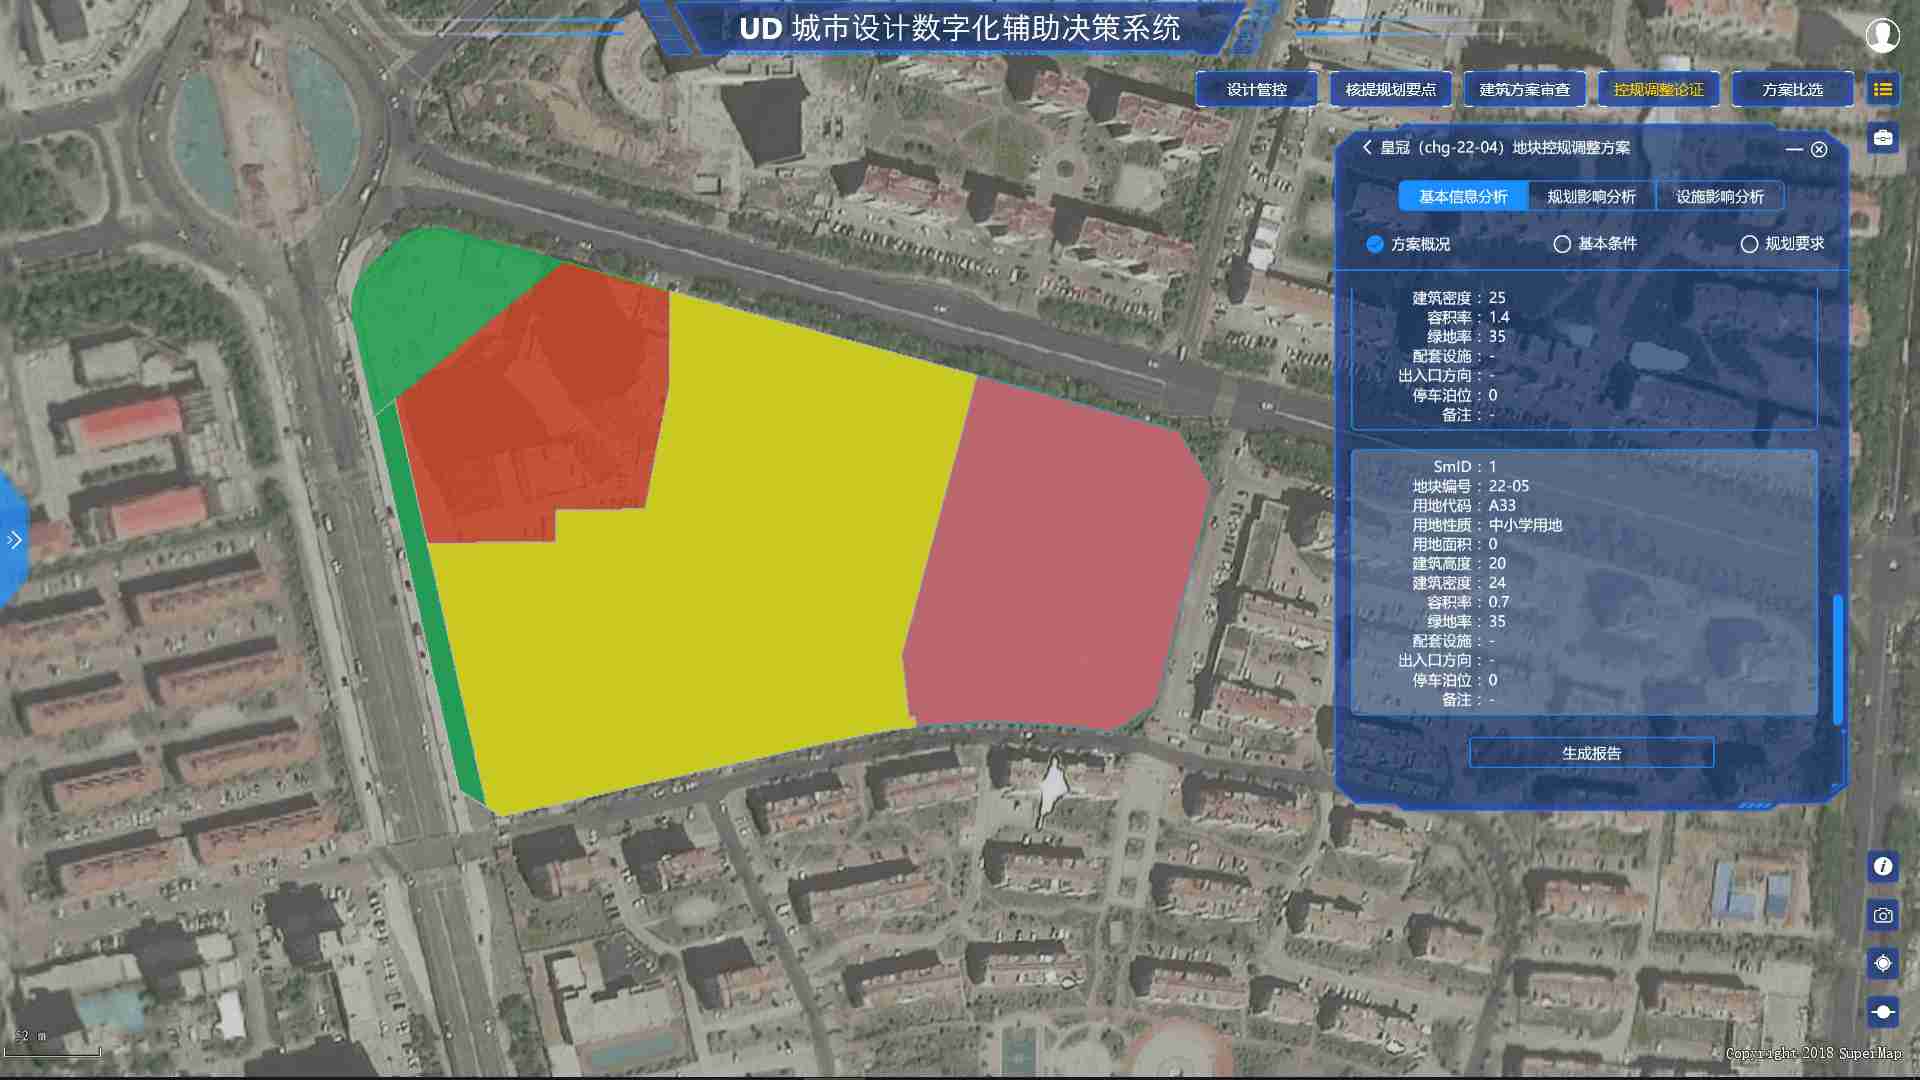 UD 城市设计数字化辅助决策系统
设计管控
核提规划要点
建筑方案审查
控规调整论证
方案比选
皇冠（chg-22-04）地块控规调整方案
基本信息分析
规划影响分析
设施影响分析
方案概况
基本条件
规划要求
建筑密度：25
容积率：1.4
绿地率：35
配套设施：-
出入口方向：-
停车泊位：0
备注：-
SmID：1
地块编号：22-05
用地代码：A33
用地性质：中小学用地
用地面积：0
建筑高度：20
建筑密度：24
容积率：0.7
绿地率：35
配套设施：-
出入口方向：-
停车泊位：0
备注：-
生成报告
52 m
Copyright 2018 SuperMap